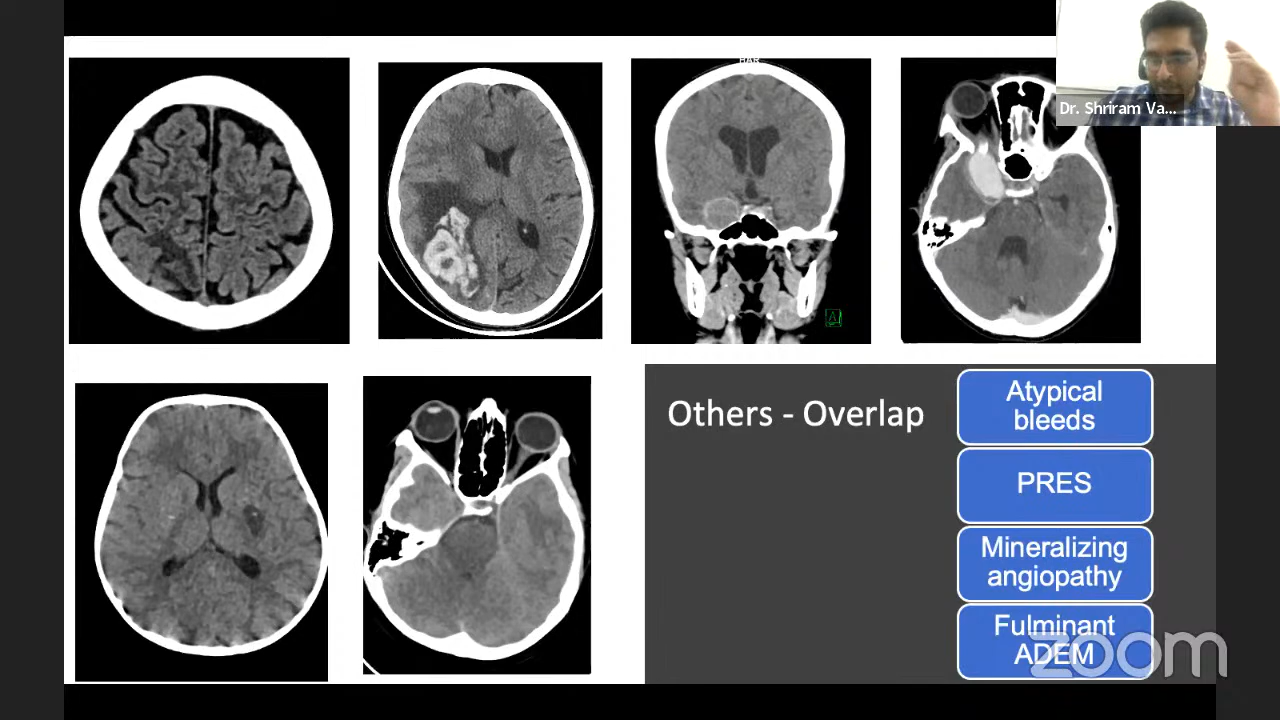 Dr. Shriram Va...
Others - Overlap
Atypical
bleeds
PRES
Mineralizing
angiopathy
Fulminant
ADEM
zoom